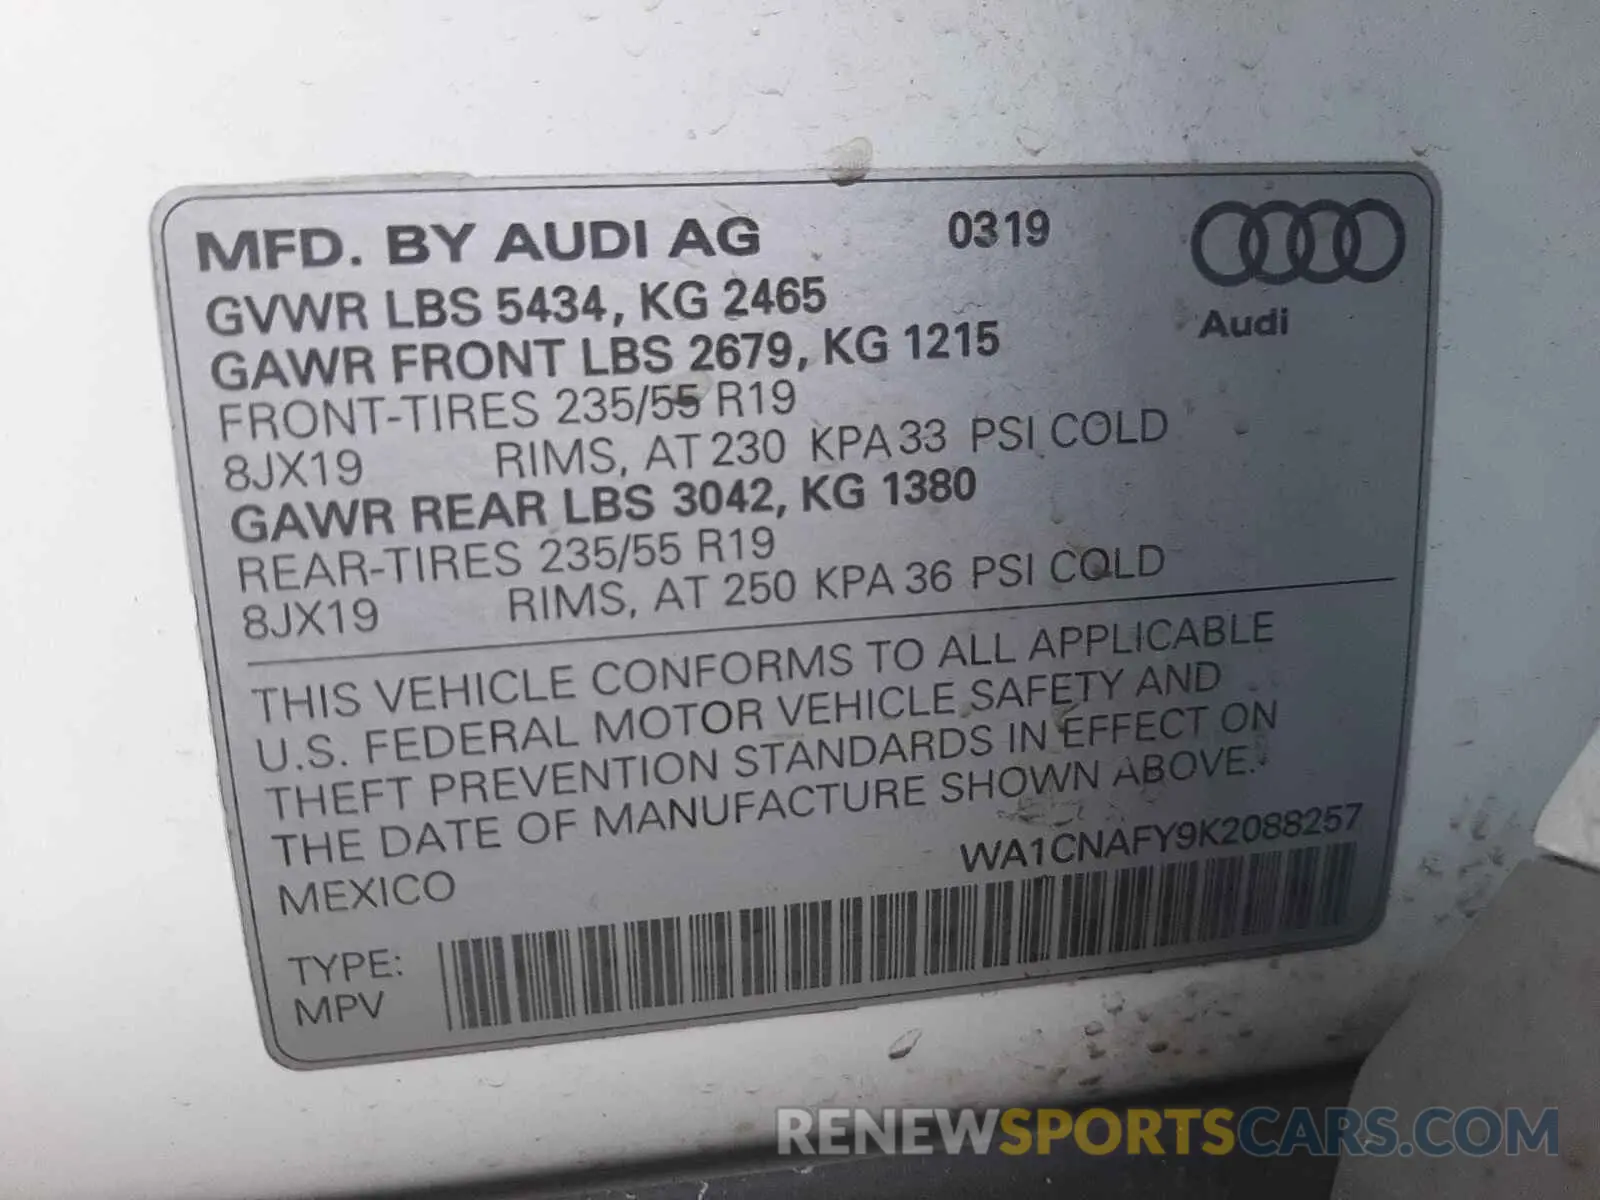 MFD. BY AUDI AG 0319
Audi
GVWR LBS 5434, KG 2465
GAWR FRONT LBS 2679, KG 1215
FRONT-TIRES 235/55 R19
8JX19 RIMS, AT 230 KPA 33 PSI COLD
GAWR REAR LBS 3042, KG 1380
REAR-TIRES 235/55 R19
8JX19 RIMS, AT 250 KPA 36 PSI COLD
THIS VEHICLE CONFORMS TO ALL APPLICABLE
U.S. FEDERAL MOTOR VEHICLE SAFETY AND
THEFT PREVENTION STANDARDS IN EFFECT ON
THE DATE OF MANUFACTURE SHOWN ABOVE.
WA1CNAFY9K2088257
MEXICO
TYPE:
MPV
RENEWSPORTSCARS.COM